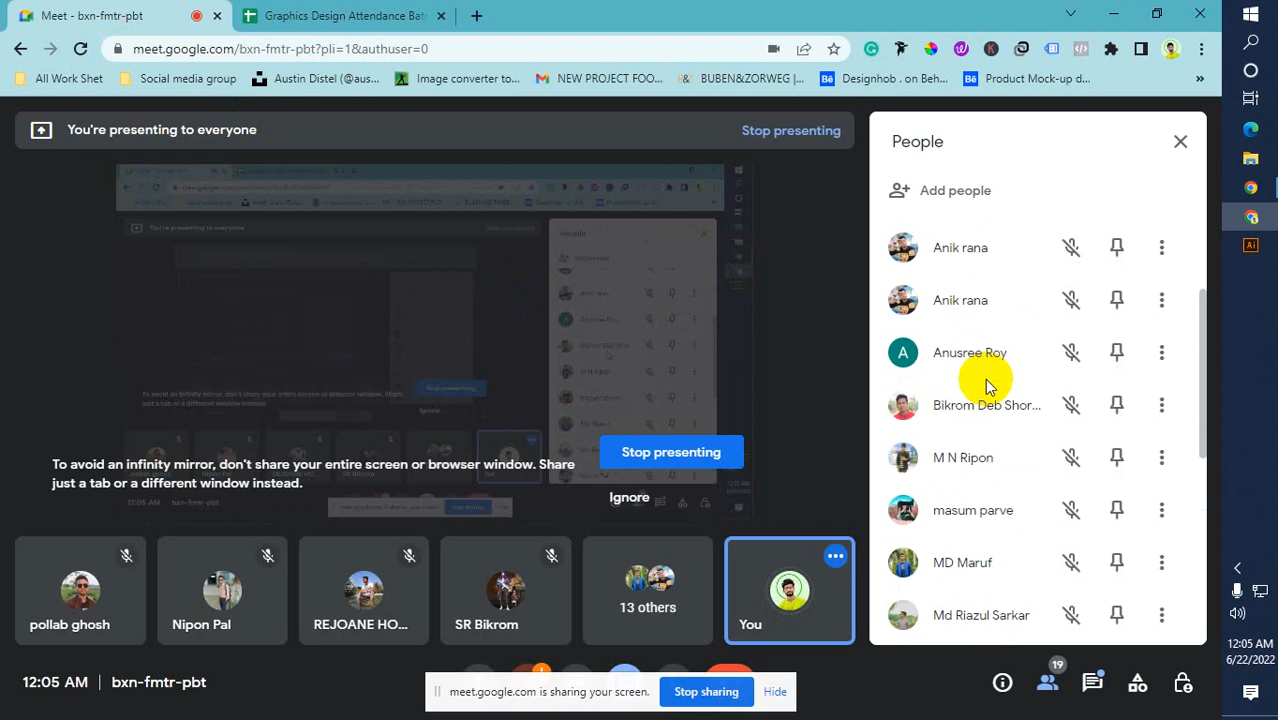 Meet - bxn-fmtr-pbt
Graphics Design Attendance Bat
meet.google.com/bxn-fmtr-pbt?pli=1&authuser=0
All Work Shet
Social media group
Austin Distel (@aus...
Image converter to...
NEW PROJECT FOO...
BUBEN&ZORWEG (...
Designhob . on Beh...
Product Mock-up d...
»
You're presenting to everyone
Stop presenting
People
Add people
Anik rana
Anik rana
Anusree Roy
A
Bikrom Deb Shor...
M N Ripon
masum parve
MD Maruf
Md Riazul Sarkar
To avoid an infinity mirror, don't share your entire screen or browser window. Share
just a tab or a different window instead.
Stop presenting
Ignore
pollab ghosh
Nipon Pal
REJOANE HO...
SR Bikrom
13 others
You
12:05 AM | bxn-fmtr-pbt
meet.google.com is sharing your screen.
Stop sharing
Hide
19
Ai
12:05 AM
6/22/2022